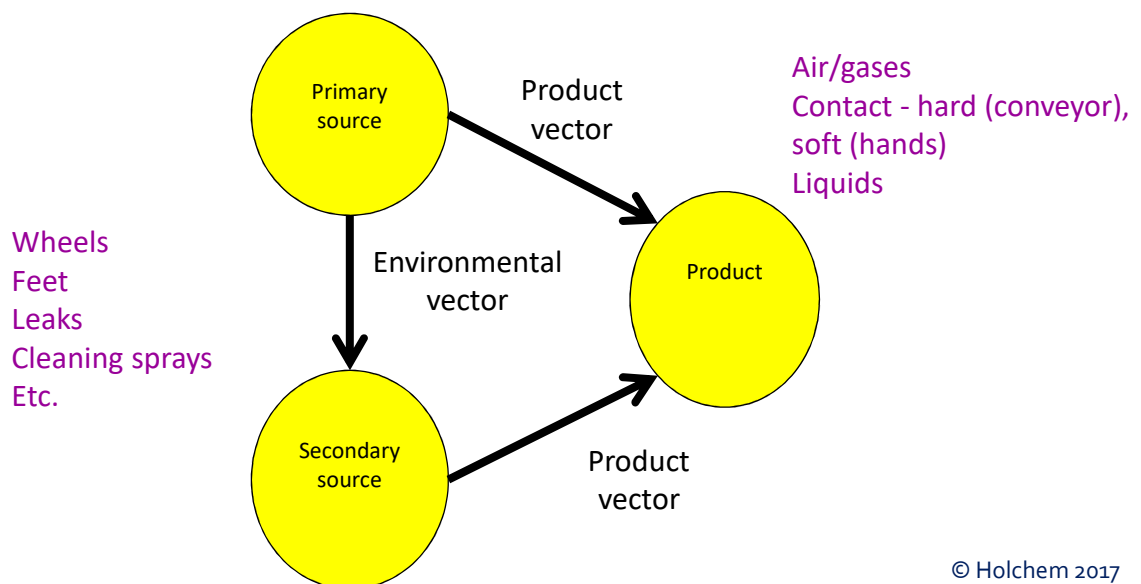 Primary
source
Product
vector
Air/gases
Contact - hard (conveyor),
soft (hands)
Liquids
Wheels
Feet
Leaks
Cleaning sprays
Etc.
Environmental
vector
Product
Secondary
source
Product
vector
© Holchem 2017